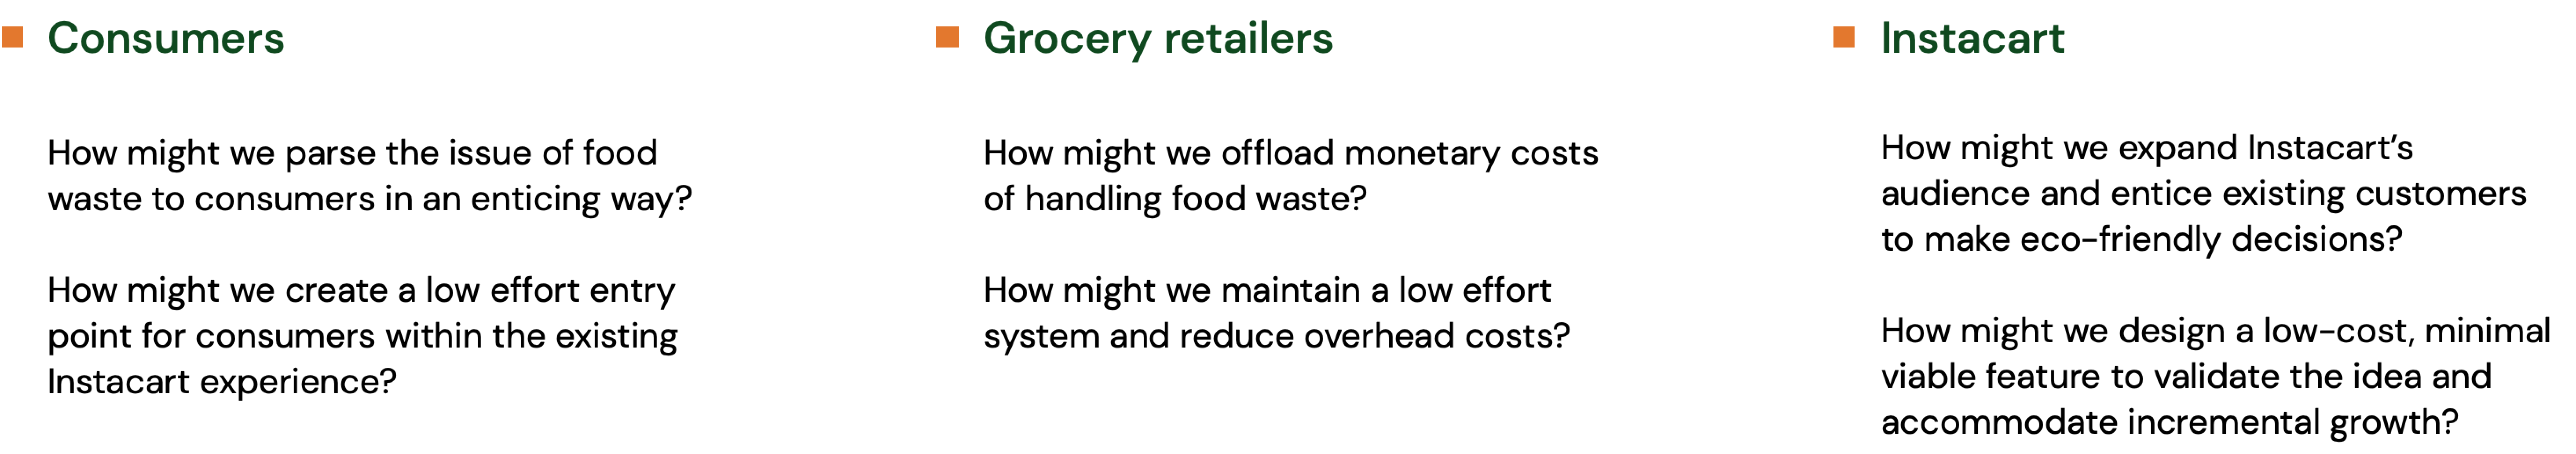 Consumers
How might we parse the issue of food
waste to consumers in an enticing way?
How might we create a low effort entry
point for consumers within the existing
Instacart experience?
Grocery retailers
How might we offload monetary costs
of handling food waste?
How might we maintain a low effort
system and reduce overhead costs?
Instacart
How might we expand Instacart’s
audience and entice existing customers
to make eco-friendly decisions?
How might we design a low-cost, minimal
viable feature to validate the idea and
accommodate incremental growth?